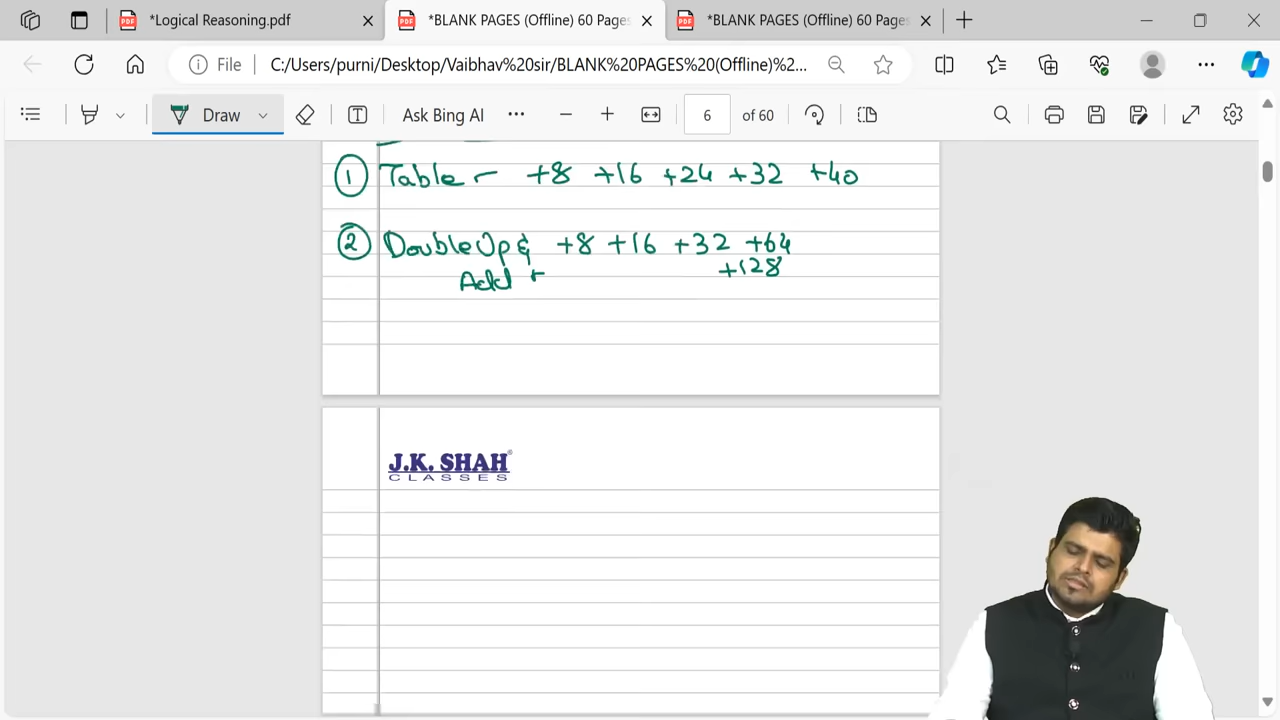 *Logical Reasoning.pdf
*BLANK PAGES (Offline) 60 Pages
*BLANK PAGES (Offline) 60 Pages
File
C:/Users/purni/Desktop/Vaibhav%20sir/BLANK%20PAGES%20(Offline)%2...
Draw
Ask Bing AI
6 of 60
1 Table - +8 +16 +24 +32 +40
2 Double Up & +8 +16 +32 +64
Add +128
J.K. SHAH®
CLASSES